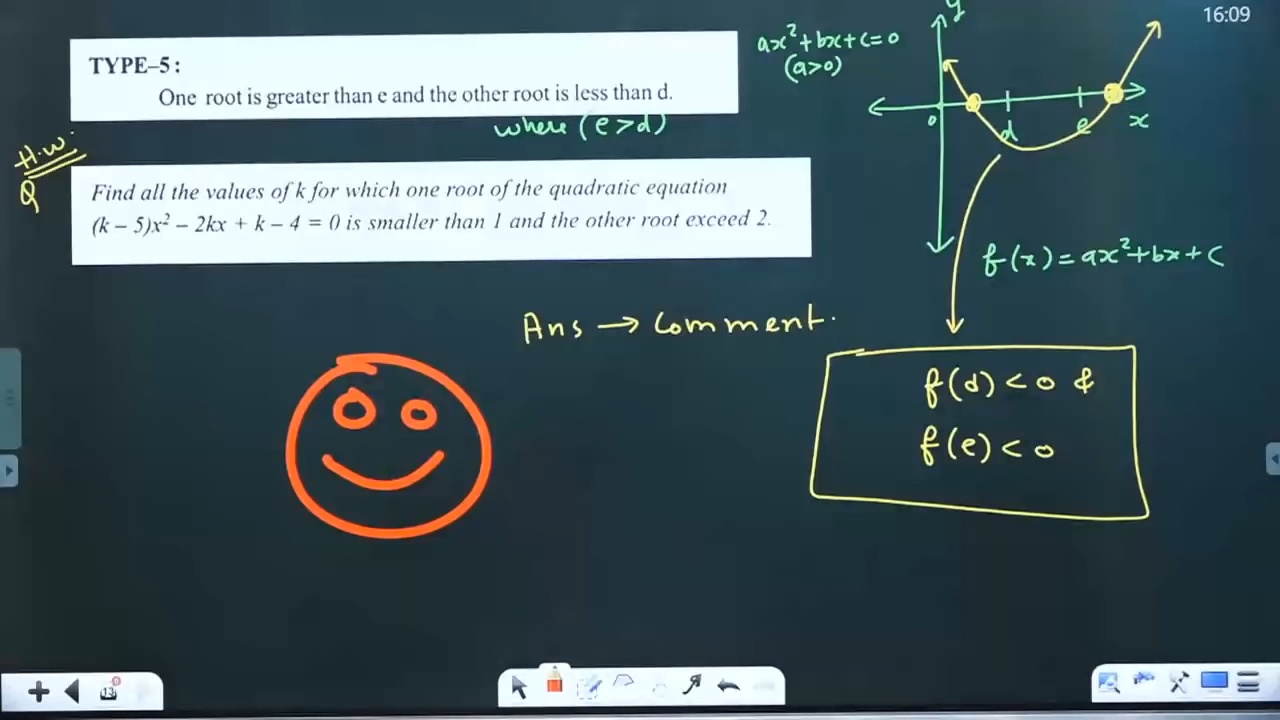 16:09
TYPE–5:
One root is greater than e and the other root is less than d.
where (e>d)
ax²+bx+c=0
(a>0)
y
o
d
e
x
H.W.
Q
Find all the values of k for which one root of the quadratic equation
(k – 5)x² – 2kx + k – 4 = 0 is smaller than 1 and the other root exceed 2.
f(x)=ax²+bx+c
Ans → Comment.
f(d)<0 &
f(e)<0
13